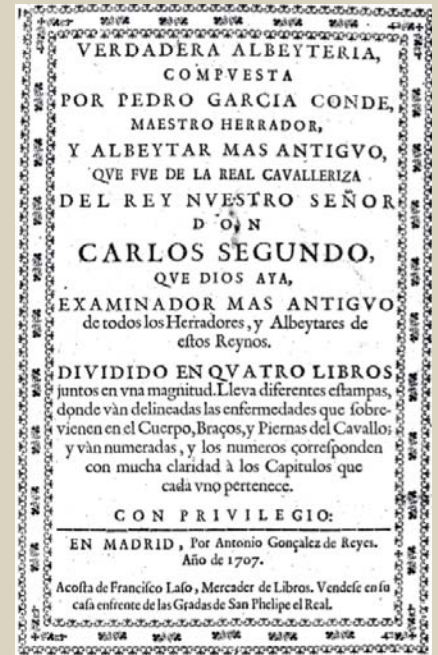 VERDADERA ALBEYTERIA,
COMPVESTA
POR PEDRO GARCIA CONDE,
MAESTRO HERRADOR,
Y ALBEYTAR MAS ANTIGVO,
QVE FVE DE LA REAL CAVALLERIZA
DEL REY NVESTRO SEÑOR
DON
CARLOS SEGUNDO,
QVE DIOS AYA,
EXAMINADOR MAS ANTIGVO
de todos los Herradores, y Albeytares de
eſtos Reynos.
DIVIDIDO EN QVATRO LIBROS
juntos en vna magnitud. Lleva diferentes eſtampas,
donde vàn delineadas las enfermedades que ſobre-
vienen en el Cuerpo, Braços, y Piernas del Cavallo;
y vàn numeradas, y los numeros correſponden
con mucha claridad à los Capitulos que
cada vno pertenece.
CON PRIVILEGIO:
EN MADRID, Por Antonio Gonçalez de Reyes.
Año de 1707.
Acoſta de Franciſco Laſo, Mercader de Libros. Vendeſe en ſu
caſa enfrente de las Gradas de San Phelipe el Real.